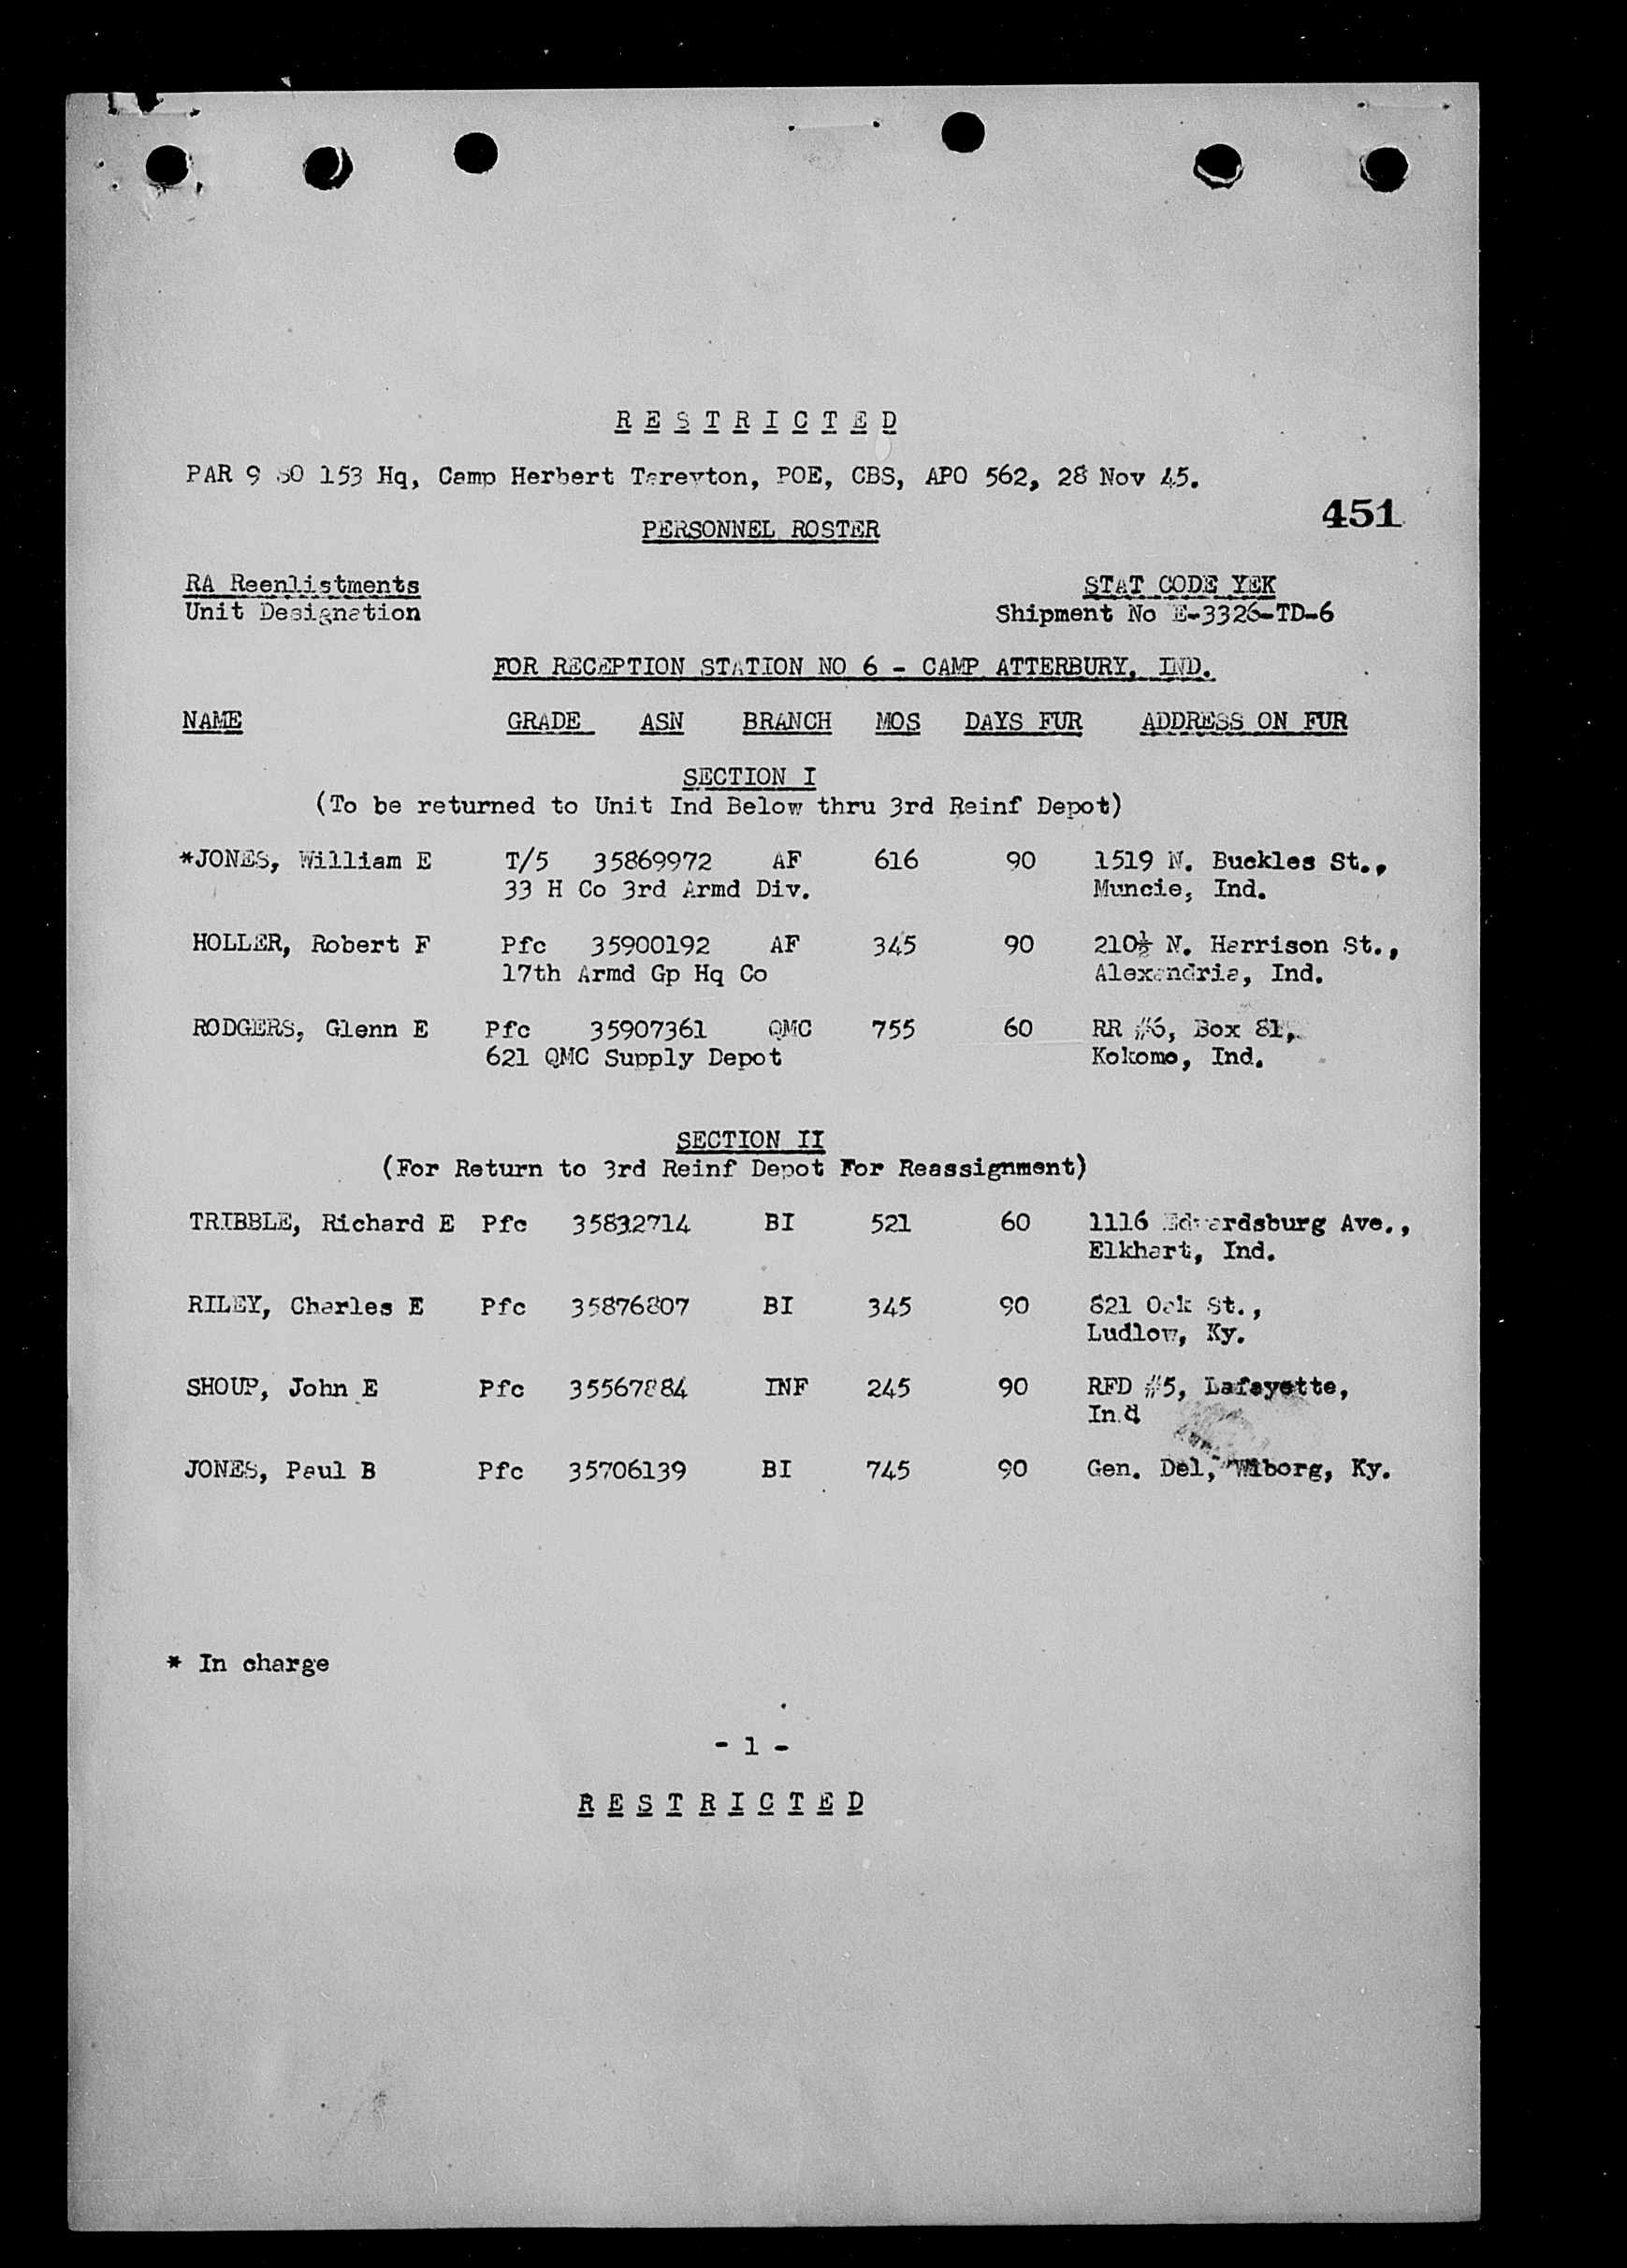 R E S T R I C T E D
PAR 9 SO 153 Hq, Camp Herbert Tareyton, POE, CBS, APO 562, 28 Nov 45.
451
PERSONNEL ROSTER
RA Reenlistments STAT CODE YEK
Unit Designation Shipment No E-3326-TD-6
FOR RECEPTION STATION NO 6 - CAMP ATTERBURY, IND.
NAME GRADE ASN BRANCH MOS DAYS FUR ADDRESS ON FUR
SECTION I
(To be returned to Unit Ind Below thru 3rd Reinf Depot)
*JONES, William E T/5 35869972 AF 616 90 1519 N. Buckles St.,
33 H Co 3rd Armd Div. Muncie, Ind.
HOLLER, Robert F Pfc 35900192 AF 345 90 210½ N. Harrison St.,
17th Armd Gp Hq Co Alexandria, Ind.
RODGERS, Glenn E Pfc 35907361 QMC 755 60 RR #6, Box 81,
621 QMC Supply Depot Kokomo, Ind.
SECTION II
(For Return to 3rd Reinf Depot For Reassignment)
TRIBBLE, Richard E Pfc 35832714 BI 521 60 1116 Edwardsburg Ave.,
Elkhart, Ind.
RILEY, Charles E Pfc 35876807 BI 345 90 821 Oak St.,
Ludlow, Ky.
SHOUP, John E Pfc 35567884 INF 245 90 RFD #5, Lafayette,
Ind
JONES, Paul B Pfc 35706139 BI 745 90 Gen. Del, Wiborg, Ky.
* In charge
- 1 -
R E S T R I C T E D